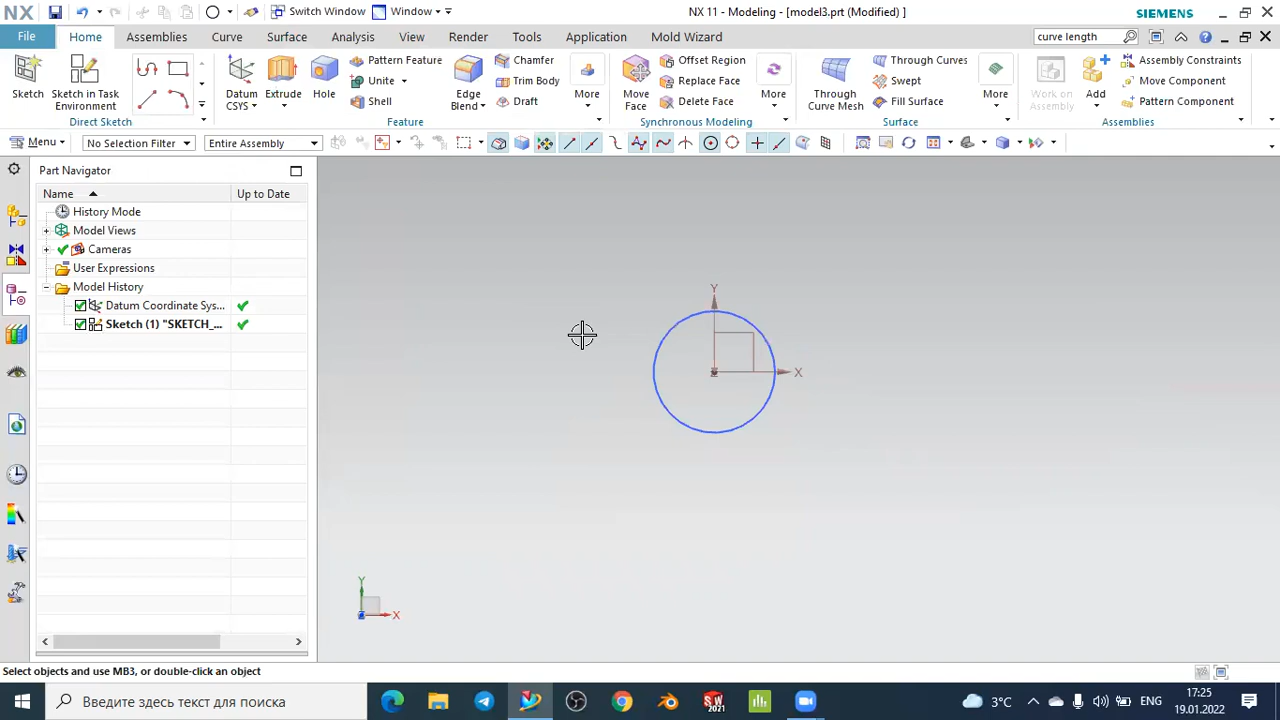 NX
Switch Window
Window
NX 11 - Modeling - [model3.prt (Modified) ]
SIEMENS
File
Home
Assemblies
Curve
Surface
Analysis
View
Render
Tools
Application
Mold Wizard
curve length
Sketch
Sketch in Task Environment
Direct Sketch
Datum CSYS
Extrude
Hole
Pattern Feature
Unite
Shell
Edge Blend
Chamfer
Trim Body
Draft
More
Feature
Move Face
Offset Region
Replace Face
Delete Face
More
Synchronous Modeling
Through Curve Mesh
Through Curves
Swept
Fill Surface
More
Surface
Work on Assembly
Add
Assembly Constraints
Move Component
Pattern Component
Assemblies
Menu
No Selection Filter
Entire Assembly
Part Navigator
Name
Up to Date
History Mode
Model Views
Cameras
User Expressions
Model History
Datum Coordinate Sys...
Sketch (1) "SKETCH_...
Y
X
Z
Y
X
Select objects and use MB3, or double-click an object
Введите здесь текст для поиска
SW
2021
3°C
ENG
17:25
19.01.2022